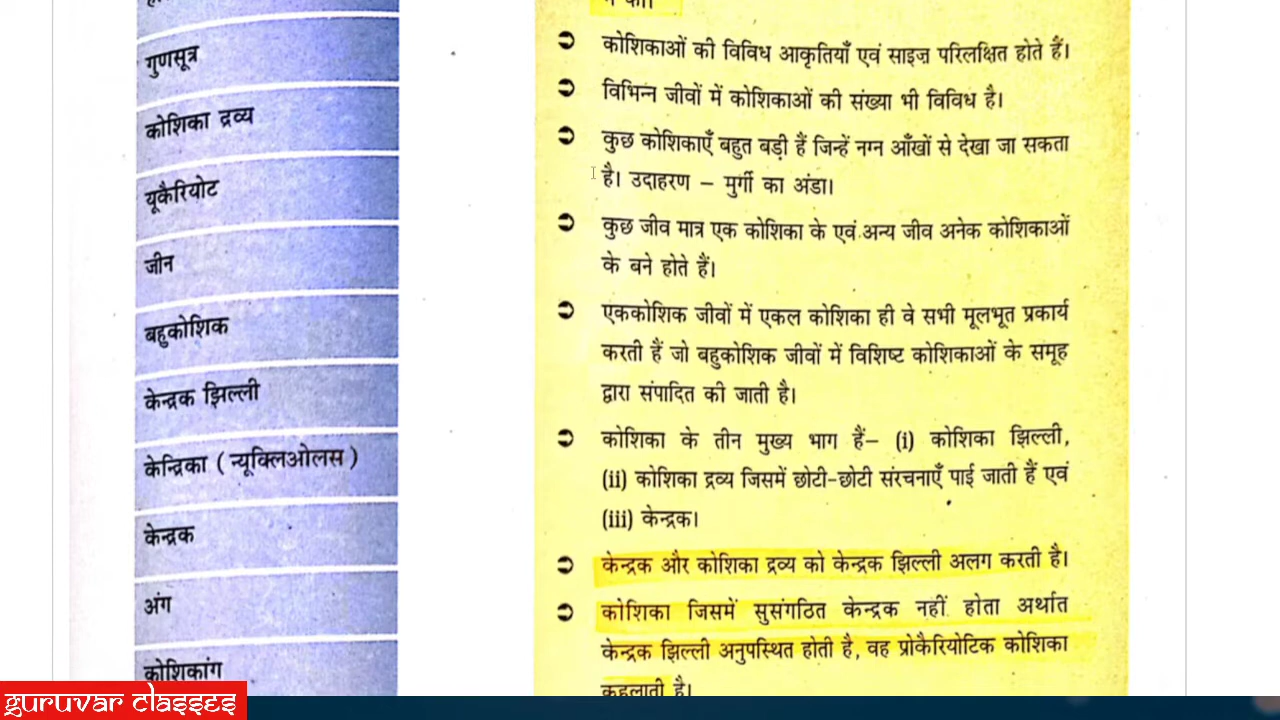 गुणसूत्र
कोशिका द्रव्य
यूकैरियोट
जीन
बहुकोशिक
केन्द्रक झिल्ली
केन्द्रिका (न्यूक्लिओलस)
केन्द्रक
अंग
कोशिकांग
कोशिकाओं की विविध आकृतियाँ एवं साइज़ परिलक्षित होते हैं।
विभिन्न जीवों में कोशिकाओं की संख्या भी विविध है।
कुछ कोशिकाएँ बहुत बड़ी हैं जिन्हें नग्न आँखों से देखा जा सकता
है। उदाहरण – मुर्गी का अंडा।
कुछ जीव मात्र एक कोशिका के एवं अन्य जीव अनेक कोशिकाओं
के बने होते हैं।
एककोशिक जीवों में एकल कोशिका ही वे सभी मूलभूत प्रकार्य
करती हैं जो बहुकोशिक जीवों में विशिष्ट कोशिकाओं के समूह
द्वारा संपादित की जाती है।
कोशिका के तीन मुख्य भाग हैं– (i) कोशिका झिल्ली,
(ii) कोशिका द्रव्य जिसमें छोटी-छोटी संरचनाएँ पाई जाती हैं एवं
(iii) केन्द्रक।
केन्द्रक और कोशिका द्रव्य को केन्द्रक झिल्ली अलग करती है।
कोशिका जिसमें सुसंगठित केन्द्रक नहीं होता अर्थात
केन्द्रक झिल्ली अनुपस्थित होती है, वह प्रोकैरियोटिक कोशिका
कहलाती है।
GURUVAR CLASSES